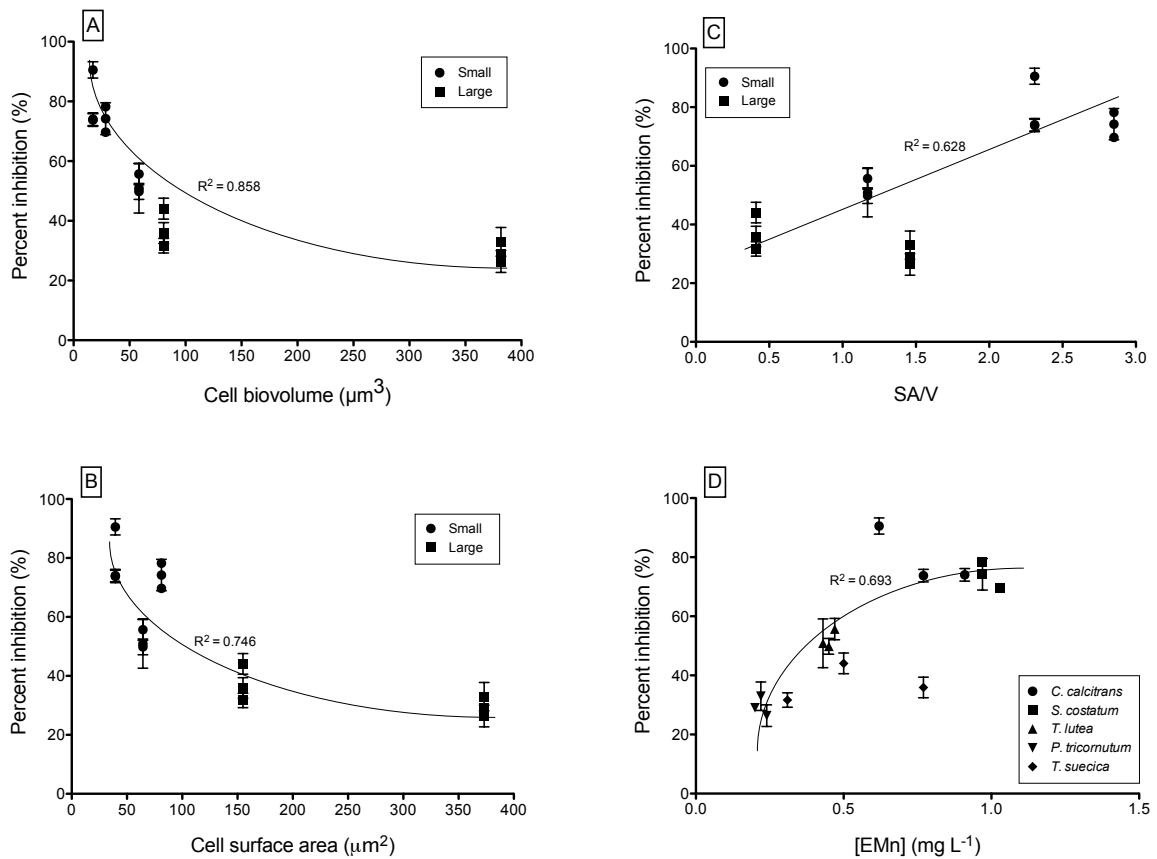 A
100
80
60
40
20
0
Percent inhibition (%)
Small
Large
R² = 0.858
0 50 100 150 200 250 300 350 400
Cell biovolume (µm³)
C
100
80
60
40
20
0
Percent inhibition (%)
Small
Large
R² = 0.628
0.0 0.5 1.0 1.5 2.0 2.5 3.0
SA/V
B
100
80
60
40
20
0
Percent inhibition (%)
Small
Large
R² = 0.746
0 50 100 150 200 250 300 350 400
Cell surface area (µm²)
D
100
80
60
40
20
0
Percent inhibition (%)
R² = 0.693
C. calcitrans
S. costatum
T. lutea
P. tricornutum
T. suecica
0.0 0.5 1.0 1.5
[EMn] (mg L⁻¹)